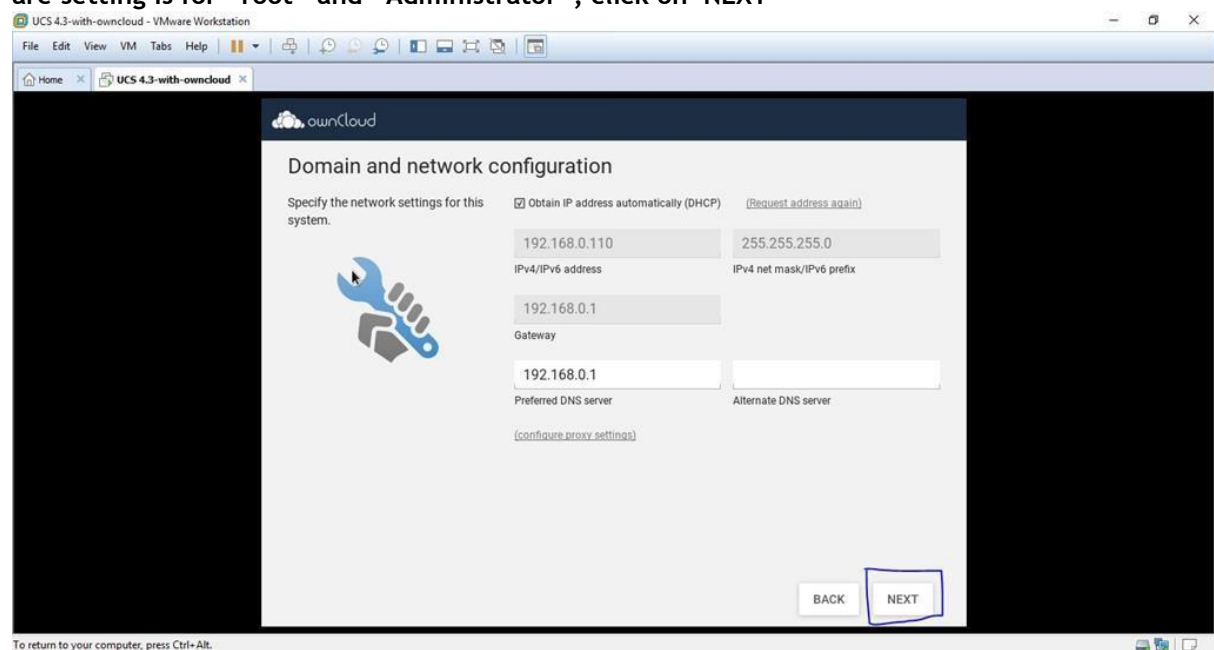 are setting is for "root" and "Administrator", click on "NEXT"
UCS 4.3-with-owncloud - VMware Workstation
File Edit View VM Tabs Help
Home UCS 4.3-with-owncloud
ownCloud
Domain and network configuration
Specify the network settings for this
system.
Obtain IP address automatically (DHCP) (Request address again)
192.168.0.110 255.255.255.0
IPv4/IPv6 address IPv4 net mask/IPv6 prefix
192.168.0.1
Gateway
192.168.0.1
Preferred DNS server Alternate DNS server
(configure proxy settings)
BACK NEXT
To return to your computer, press Ctrl+Alt.